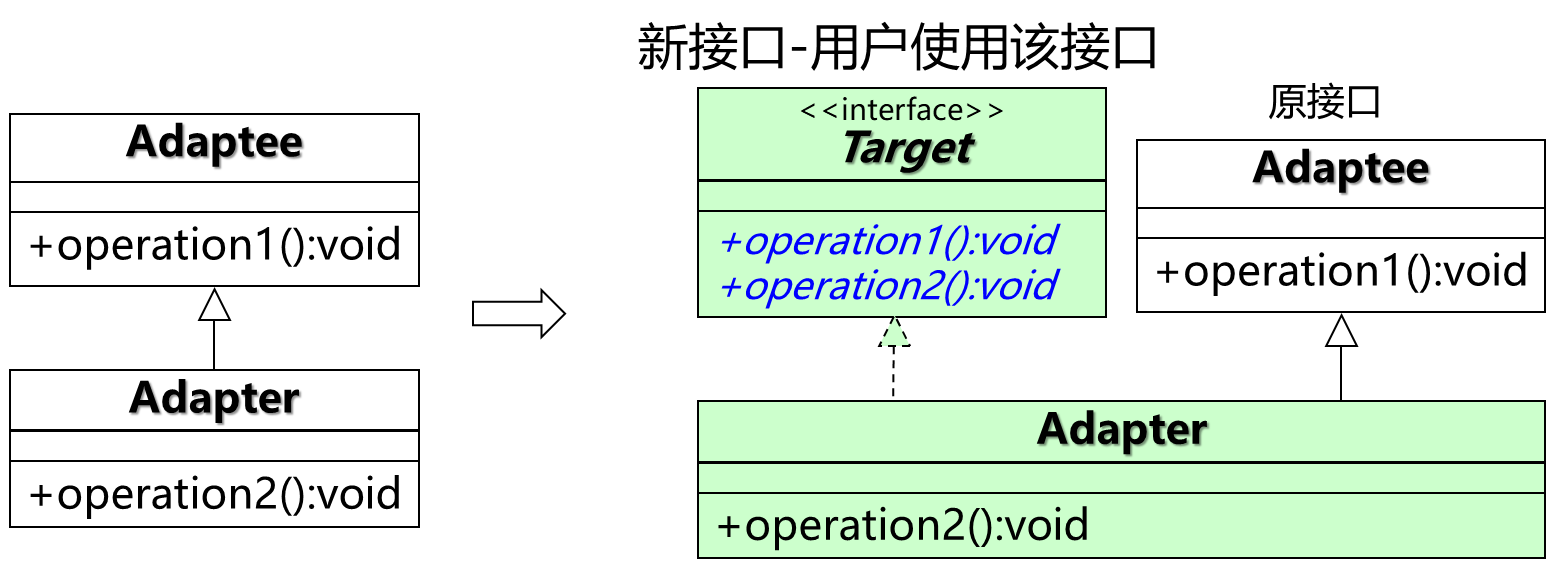 Adaptee
+operation1():void
Adapter
+operation2():void
新接口-用户使用该接口
<<interface>>
Target
+operation1():void
+operation2():void
原接口
Adaptee
+operation1():void
Adapter
+operation2():void